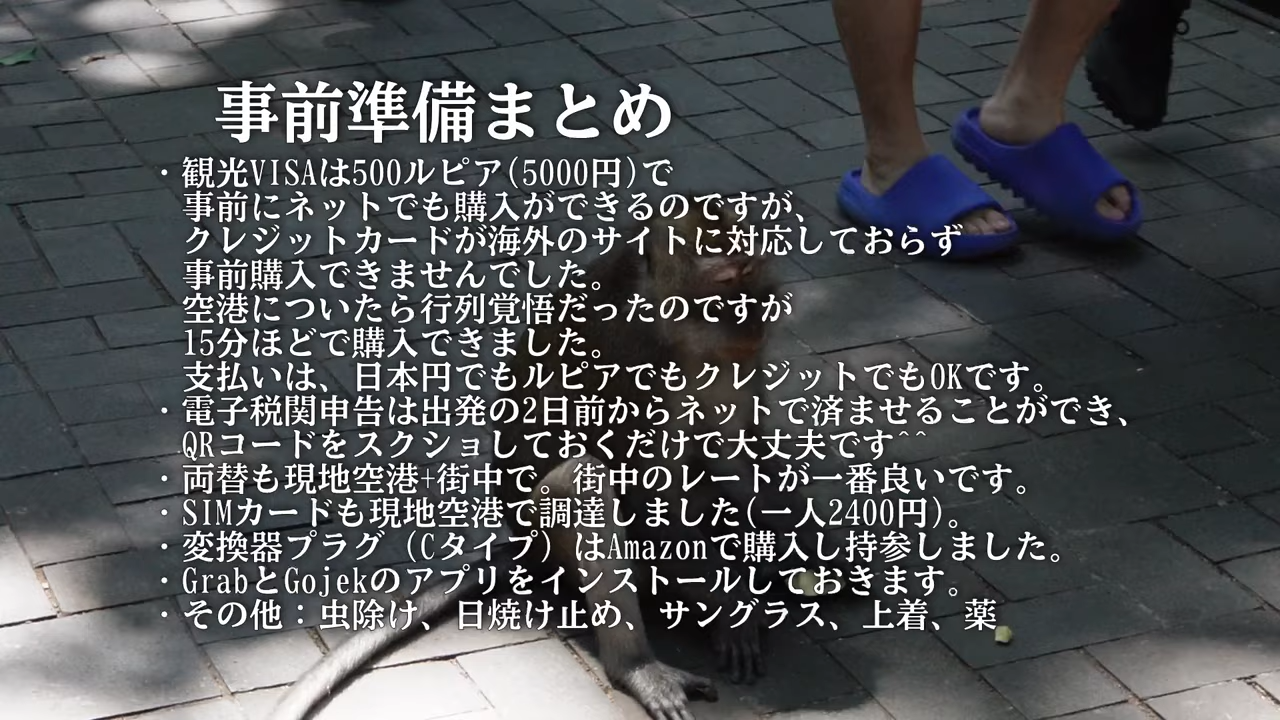 事前準備まとめ
・観光VISAは500ルピア(5000円)で
事前にネットでも購入ができるのですが、
クレジットカードが海外のサイトに対応しておらず
事前購入できませんでした。
空港についたら行列覚悟だったのですが
15分ほどで購入できました。
支払いは、日本円でもルピアでもクレジットでもOKです。
・電子税関申告は出発の2日前からネットで済ませることができ、
QRコードをスクショしておくだけで大丈夫です^^
・両替も現地空港+街中で。街中のレートが一番良いです。
・SIMカードも現地空港で調達しました(一人2400円)。
・変換器プラグ（Cタイプ）はAmazonで購入し持参しました。
・GrabとGojekのアプリをインストールしておきます。
・その他：虫除け、日焼け止め、サングラス、上着、薬